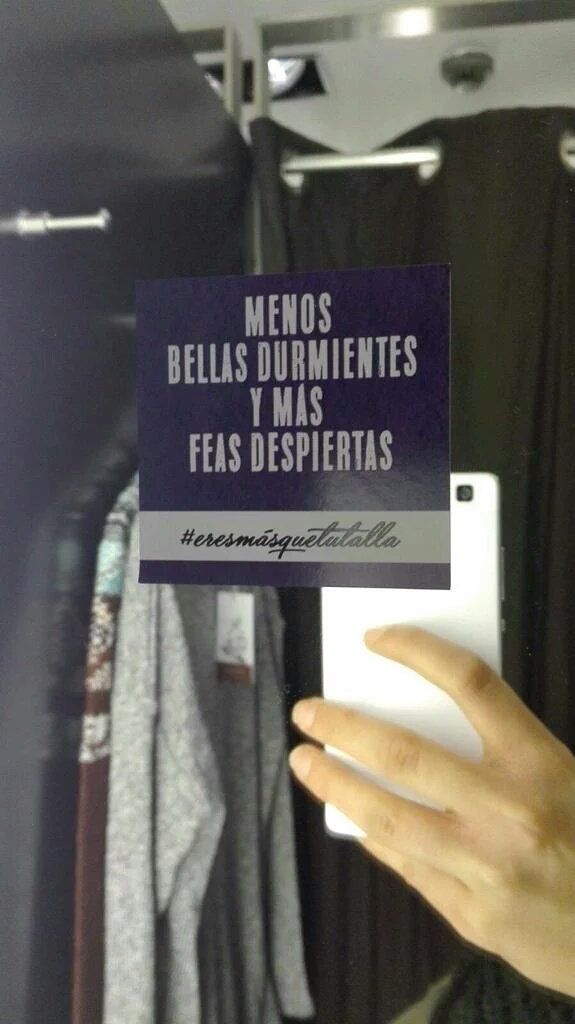 MENOS
BELLAS DURMIENTES
Y MÁS
FEAS DESPIERTAS
#eresmásquetutalla